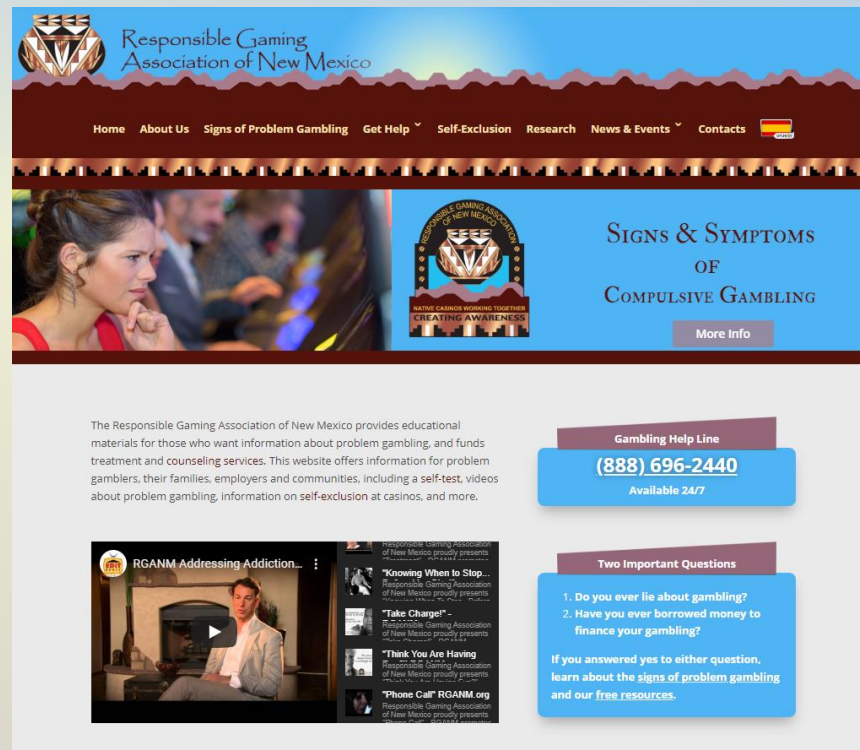 Responsible Gaming
Association of New Mexico
Home About Us Signs of Problem Gambling Get Help Self-Exclusion Research News & Events Contacts
RESPONSIBLE GAMING ASSOCIATION
OF NEW MEXICO
NATIVE CASINOS WORKING TOGETHER
CREATING AWARENESS
SIGNS & SYMPTOMS
OF
COMPULSIVE GAMBLING
More Info
The Responsible Gaming Association of New Mexico provides educational
materials for those who want information about problem gambling, and funds
treatment and counseling services. This website offers information for problem
gamblers, their families, employers and communities, including a self-test, videos
about problem gambling, information on self-exclusion at casinos, and more.
Gambling Help Line
(888) 696-2440
Available 24/7
RGANM Addressing Addiction...
Responsible Gaming Association
of New Mexico proudly presents
"Knowing When to Stop...
Responsible Gaming Association
of New Mexico proudly presents
"Take Charge!" -
Responsible Gaming Association
of New Mexico proudly presents
"Think You Are Having
Responsible Gaming Association
of New Mexico proudly presents
"Phone Call" RGANM.org
Responsible Gaming Association
of New Mexico proudly presents
Two Important Questions
1. Do you ever lie about gambling?
2. Have you ever borrowed money to
finance your gambling?
If you answered yes to either question,
learn about the signs of problem gambling
and our free resources.